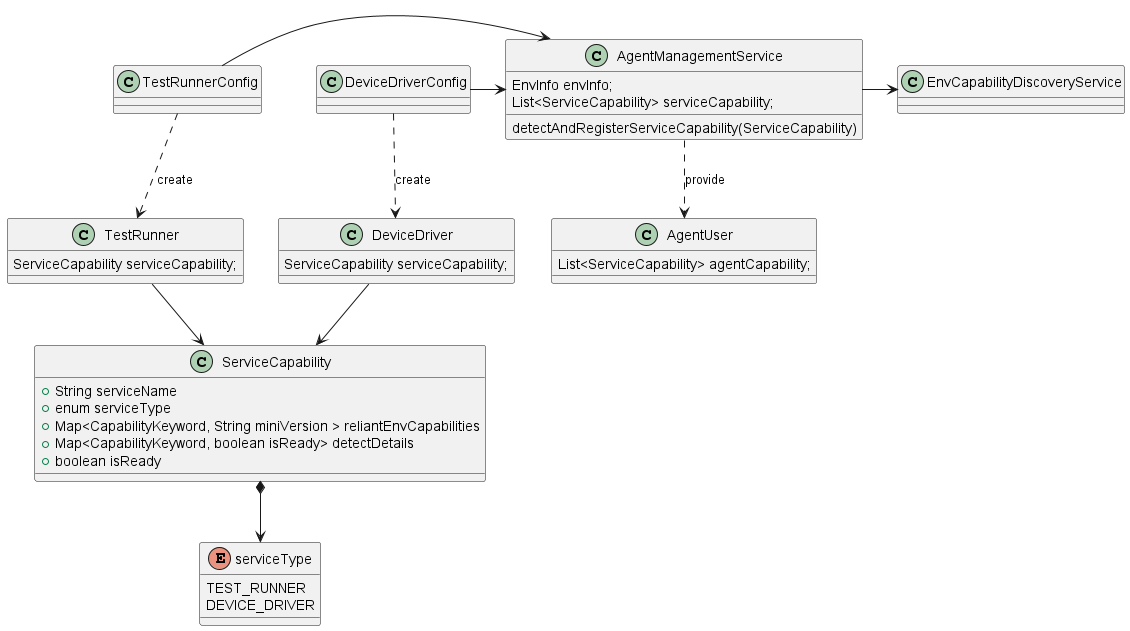 C TestRunnerConfig
C DeviceDriverConfig
C AgentManagementService
EnvInfo envInfo;
List<ServiceCapability> serviceCapability;
detectAndRegisterServiceCapability(ServiceCapability)
C EnvCapabilityDiscoveryService
create
create
provide
C TestRunner
ServiceCapability serviceCapability;
C DeviceDriver
ServiceCapability serviceCapability;
C AgentUser
List<ServiceCapability> agentCapability;
C ServiceCapability
String serviceName
enum serviceType
Map<CapabilityKeyword, String miniVersion > reliantEnvCapabilities
Map<CapabilityKeyword, boolean isReady> detectDetails
boolean isReady
E serviceType
TEST_RUNNER
DEVICE_DRIVER